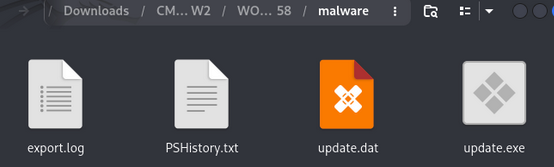 / Downloads / CM... W2 / WO... 58 / malware
export.log PSHistory.txt update.dat update.exe